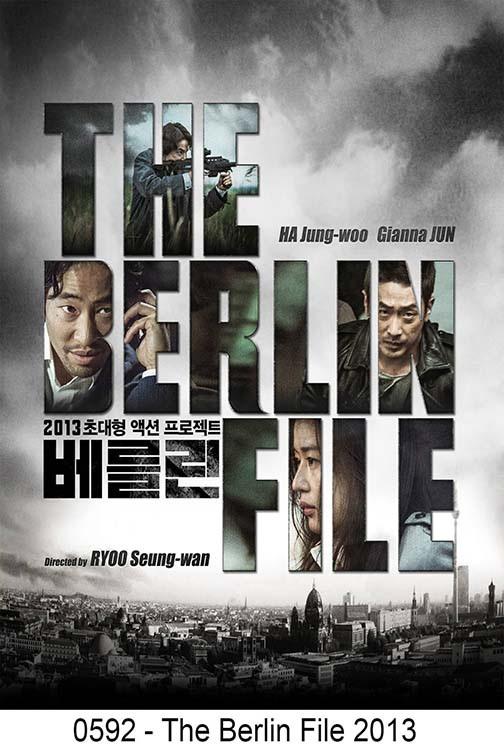 THE
HA Jung-woo Gianna JUN
BERLIN
2013 초대형 액션 프로젝트
베를린
FILE
Directed by RYOO Seung-wan
0592 - The Berlin File 2013